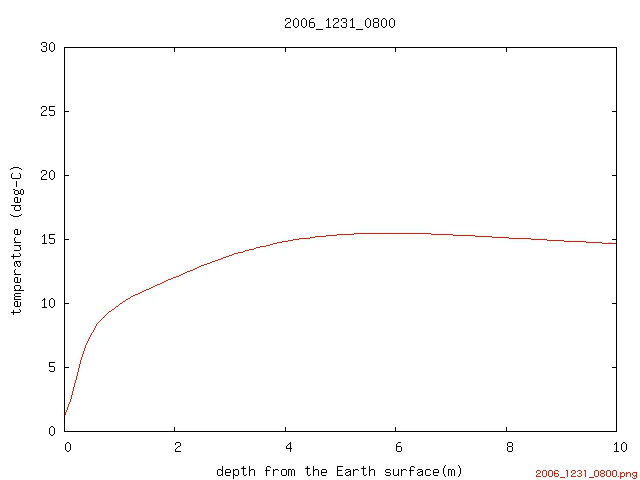 2006_1231_0800
30
25
20
15
10
5
0
temperature (deg-C)
0 2 4 6 8 10
depth from the Earth surface(m)
2006_1231_0800.png